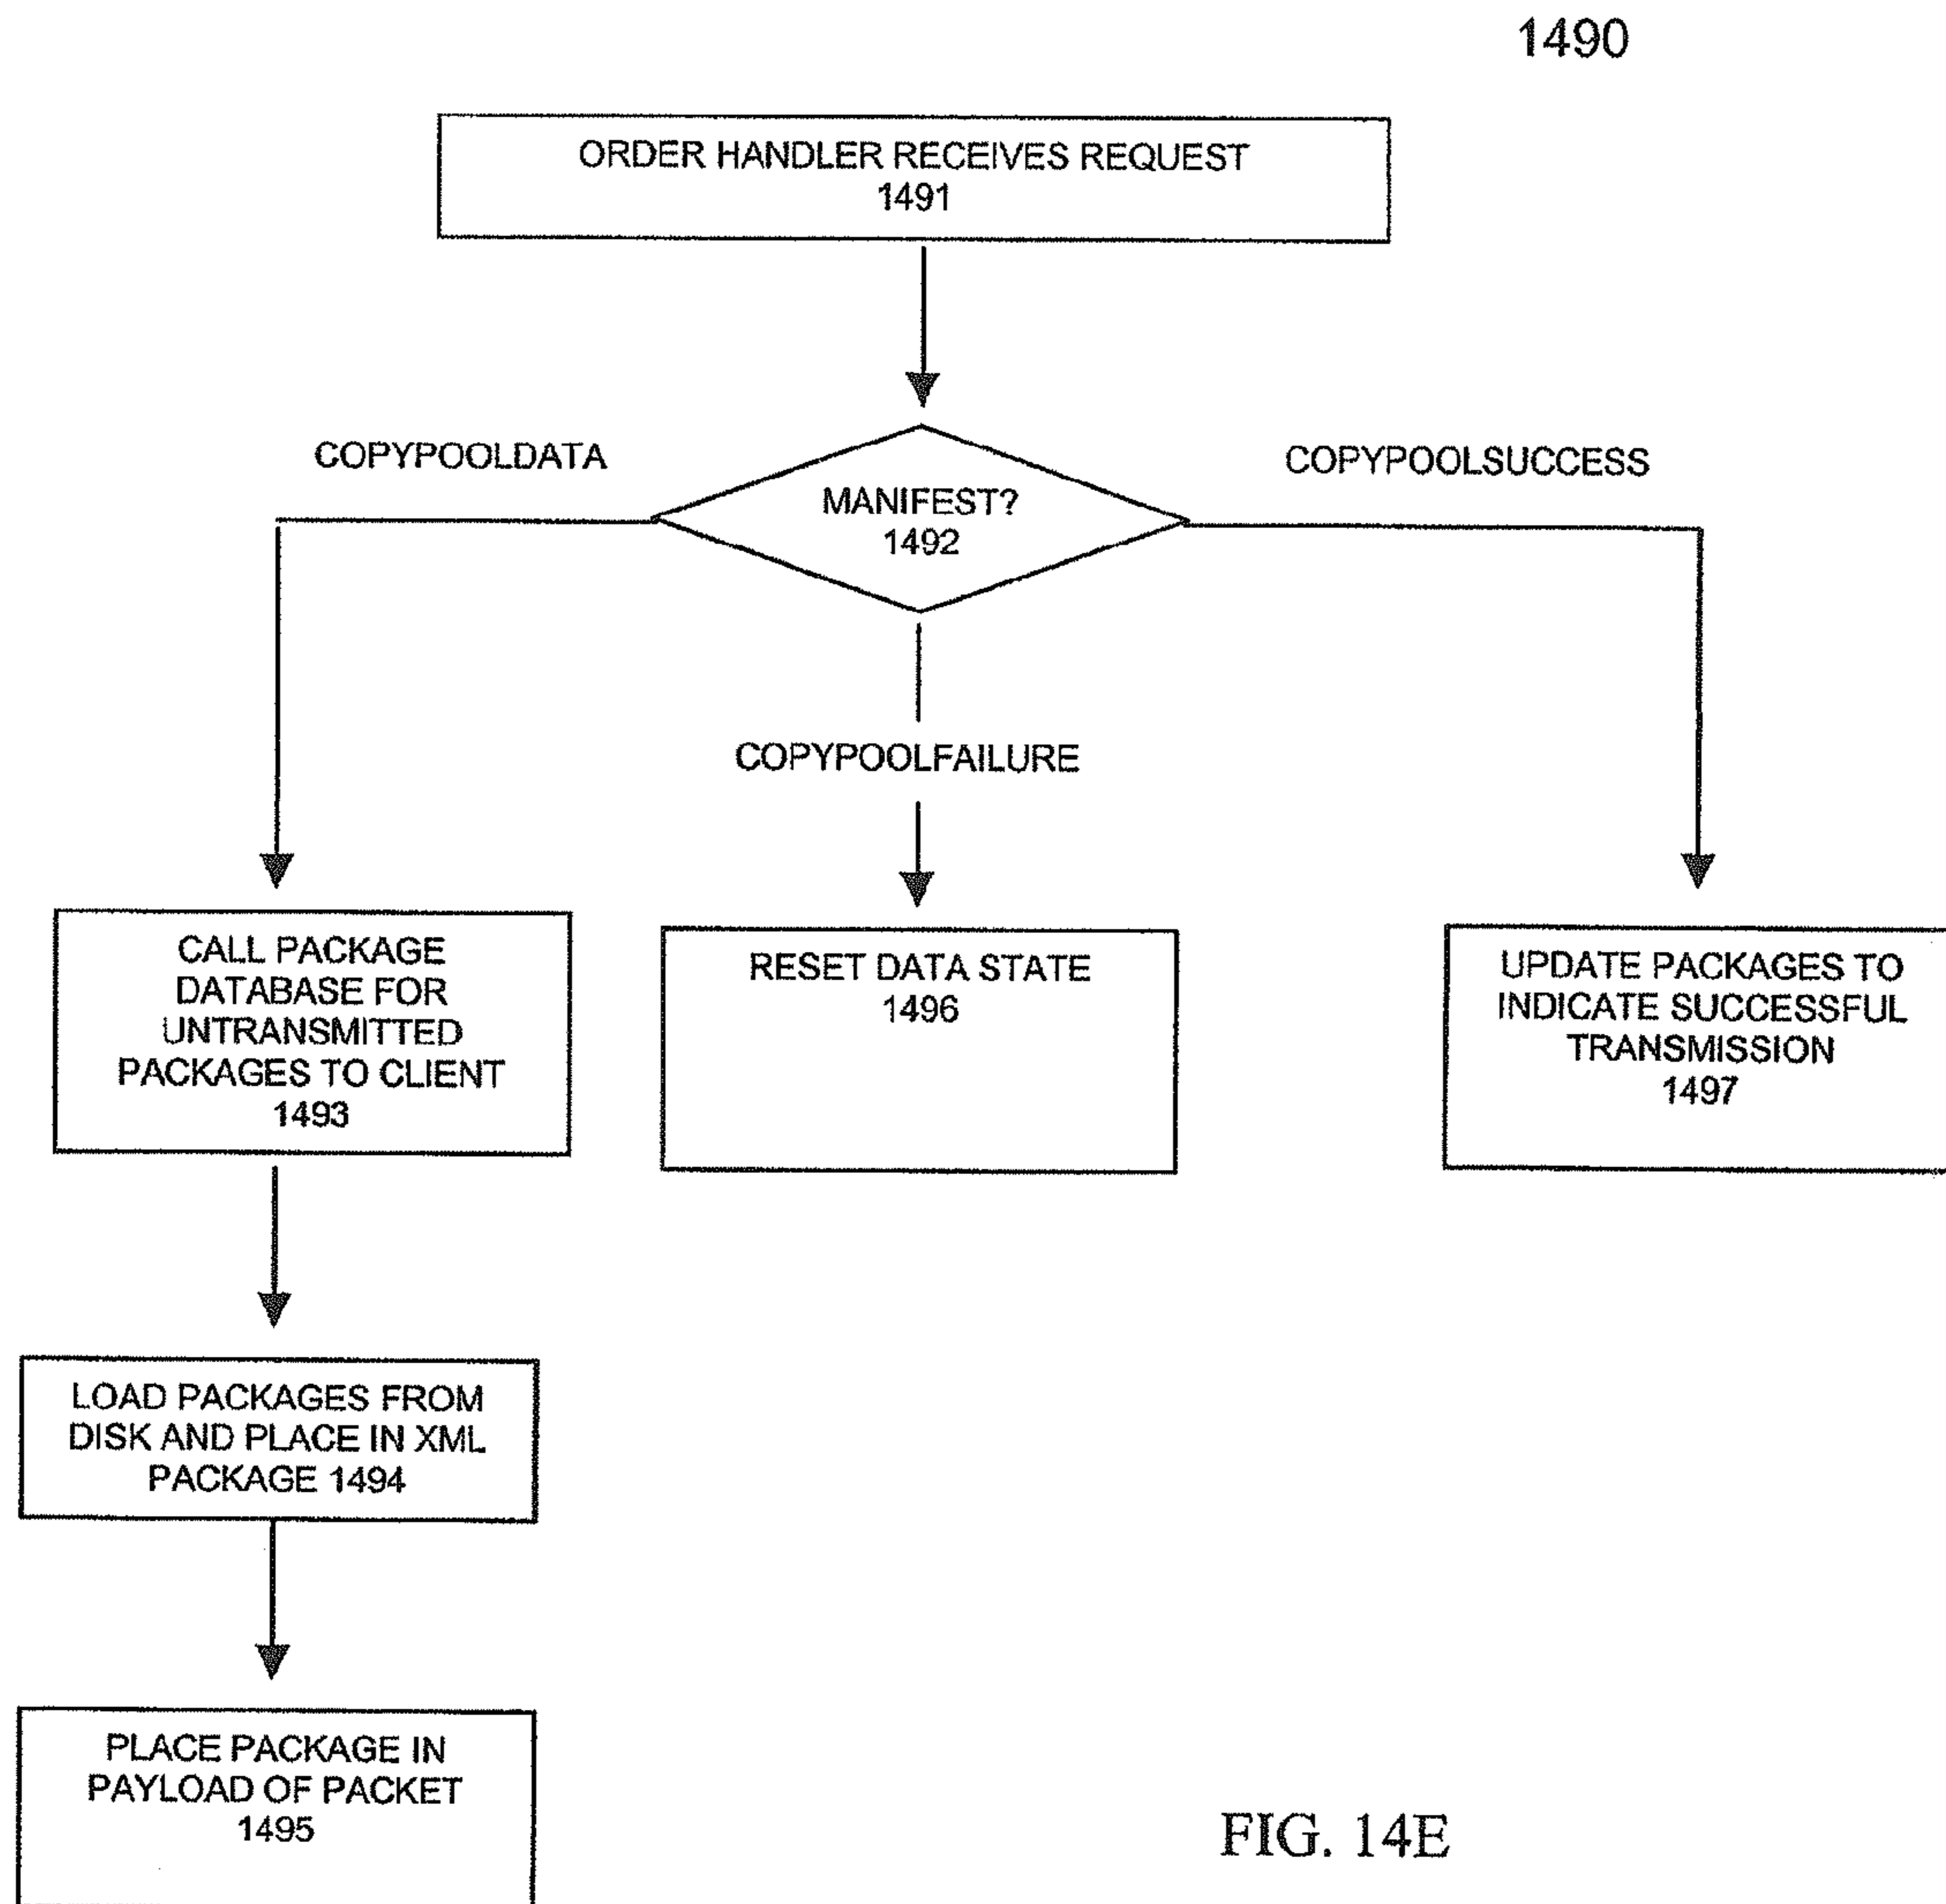 1490
ORDER HANDLER RECEIVES REQUEST
1491
COPYPOOLDATA
MANIFEST?
1492
COPYPOOLSUCCESS
COPYPOOLFAILURE
CALL PACKAGE
DATABASE FOR
UNTRANSMITTED
PACKAGES TO CLIENT
1493
RESET DATA STATE
1496
UPDATE PACKAGES TO
INDICATE SUCCESSFUL
TRANSMISSION
1497
LOAD PACKAGES FROM
DISK AND PLACE IN XML
PACKAGE 1494
PLACE PACKAGE IN
PAYLOAD OF PACKET
1495
FIG. 14E